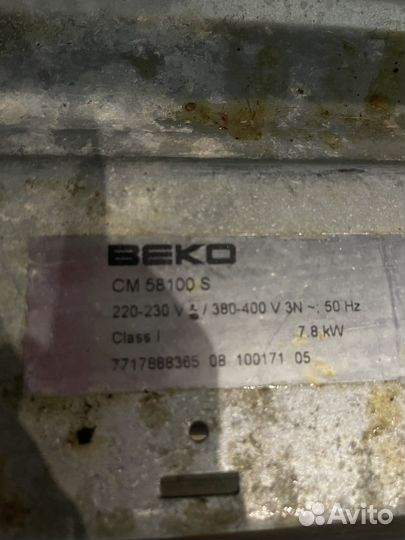 BEKO
CM 58100 S
220-230 V ~ / 380-400 V 3N ~; 50 Hz
Class I 7.8 kW
7717888365 08 100171 05
Avito